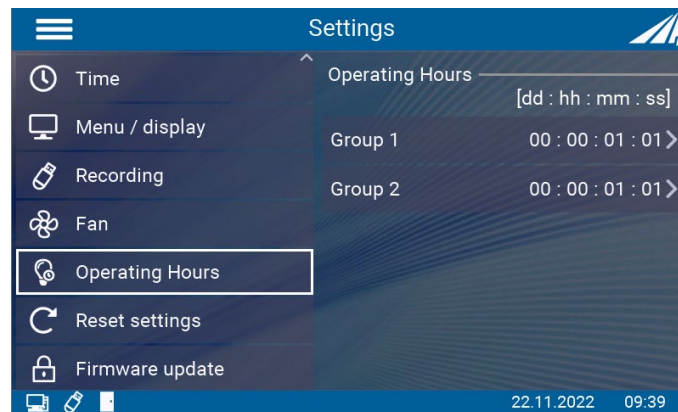 Settings
Time
Menu / display
Recording
Fan
Operating Hours
Reset settings
Firmware update
Operating Hours
[dd : hh : mm : ss]
Group 1 00 : 00 : 01 : 01
Group 2 00 : 00 : 01 : 01
22.11.2022 09:39